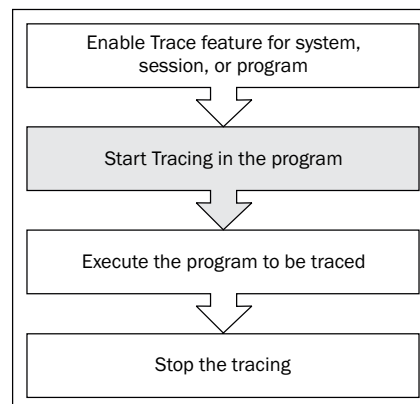 Enable Trace feature for system,
session, or program
Start Tracing in the program
Execute the program to be traced
Stop the tracing